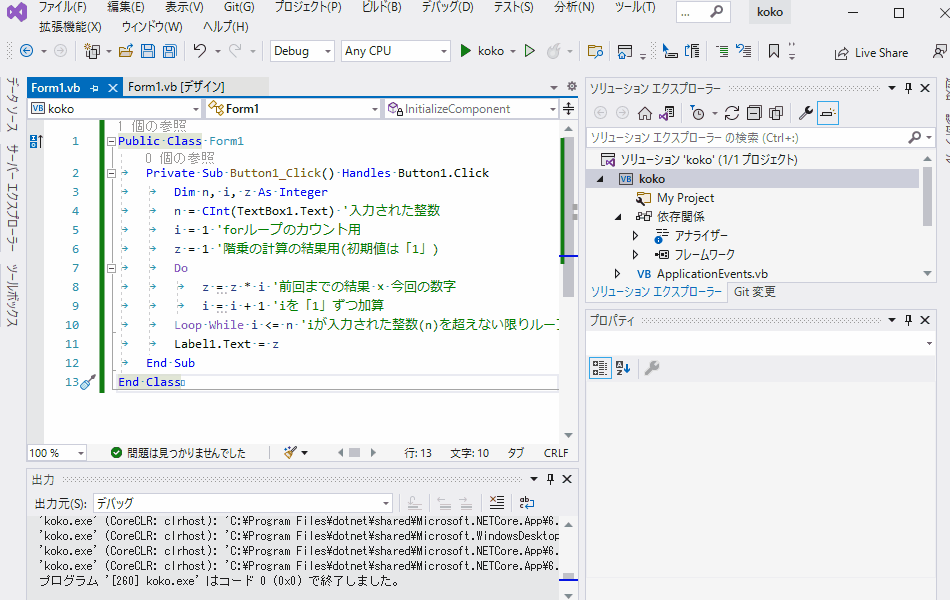 ファイル(F) 編集(E) 表示(V) Git(G) プロジェクト(P) ビルド(B) デバッグ(D) テスト(S) 分析(N) ツール(T) ... koko
拡張機能(X) ウィンドウ(W) ヘルプ(H)
Debug Any CPU koko Live Share
データ ソース
サーバー エクスプローラー
ツールボックス
Form1.vb Form1.vb [デザイン]
koko Form1 InitializeComponent
1 個の参照
1 Public Class Form1
0 個の参照
2 Private Sub Button1_Click() Handles Button1.Click
3 Dim n, i, z As Integer
4 n = CInt(TextBox1.Text) '入力された整数
5 i = 1 'forループのカウント用
6 z = 1 '階乗の計算の結果用(初期値は「1」)
7 Do
8 z = z * i '前回までの結果 x 今回の数字
9 i = i + 1 'iを「1」ずつ加算
10 Loop While i <= n 'iが入力された整数(n)を超えない限りルー
11 Label1.Text = z
12 End Sub
13 End Class
100 % 問題は見つかりませんでした 行: 13 文字: 10 タブ CRLF
出力
出力元(S): デバッグ
'koko.exe' (CoreCLR: clrhost): 'C:¥Program Files¥dotnet¥shared¥Microsoft.NETCore.App¥6.
'koko.exe' (CoreCLR: clrhost): 'C:¥Program Files¥dotnet¥shared¥Microsoft.WindowsDesktop
'koko.exe' (CoreCLR: clrhost): 'C:¥Program Files¥dotnet¥shared¥Microsoft.NETCore.App¥6.
'koko.exe' (CoreCLR: clrhost): 'C:¥Program Files¥dotnet¥shared¥Microsoft.NETCore.App¥6.
プログラム '[260] koko.exe' はコード 0 (0x0) で終了しました。
ソリューション エクスプローラー
ソリューション エクスプローラー の検索 (Ctrl+;)
ソリューション 'koko' (1/1 プロジェクト)
VB koko
My Project
依存関係
アナライザー
フレームワーク
VB ApplicationEvents.vb
ソリューション エクスプローラー Git 変更
プロパティ